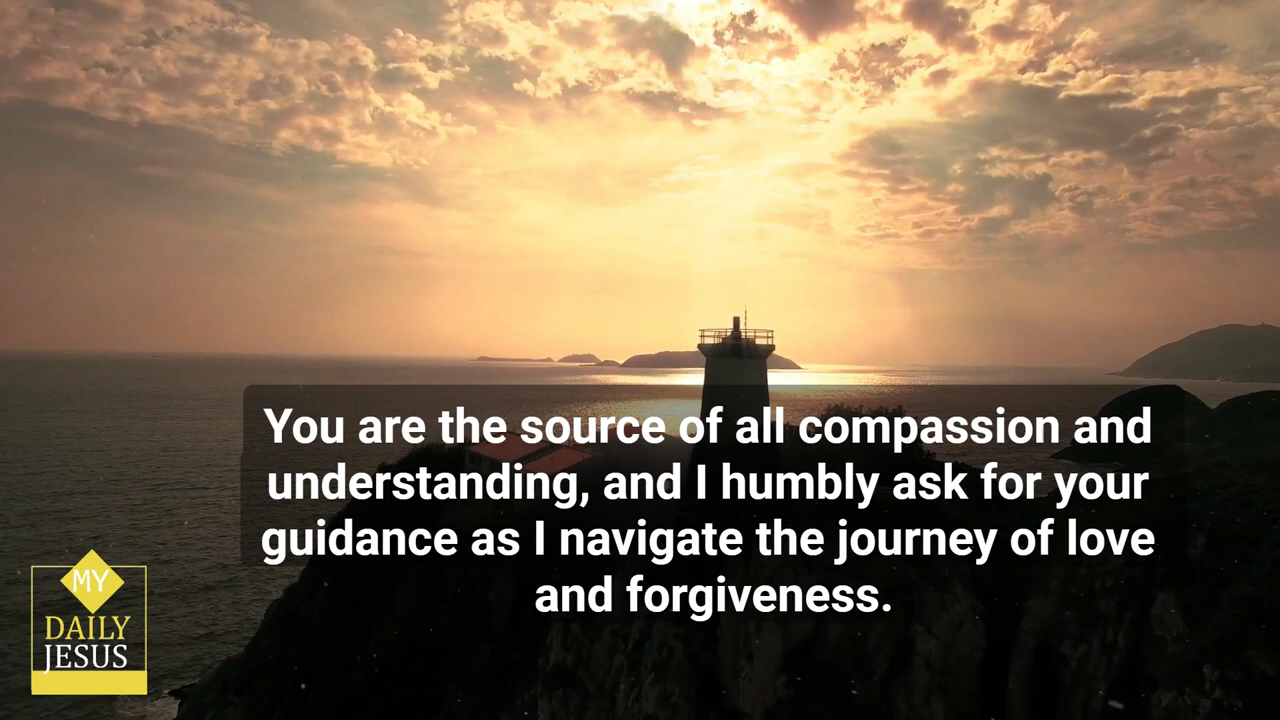 You are the source of all compassion and
understanding, and I humbly ask for your
guidance as I navigate the journey of love
and forgiveness.
MY
DAILY
JESUS